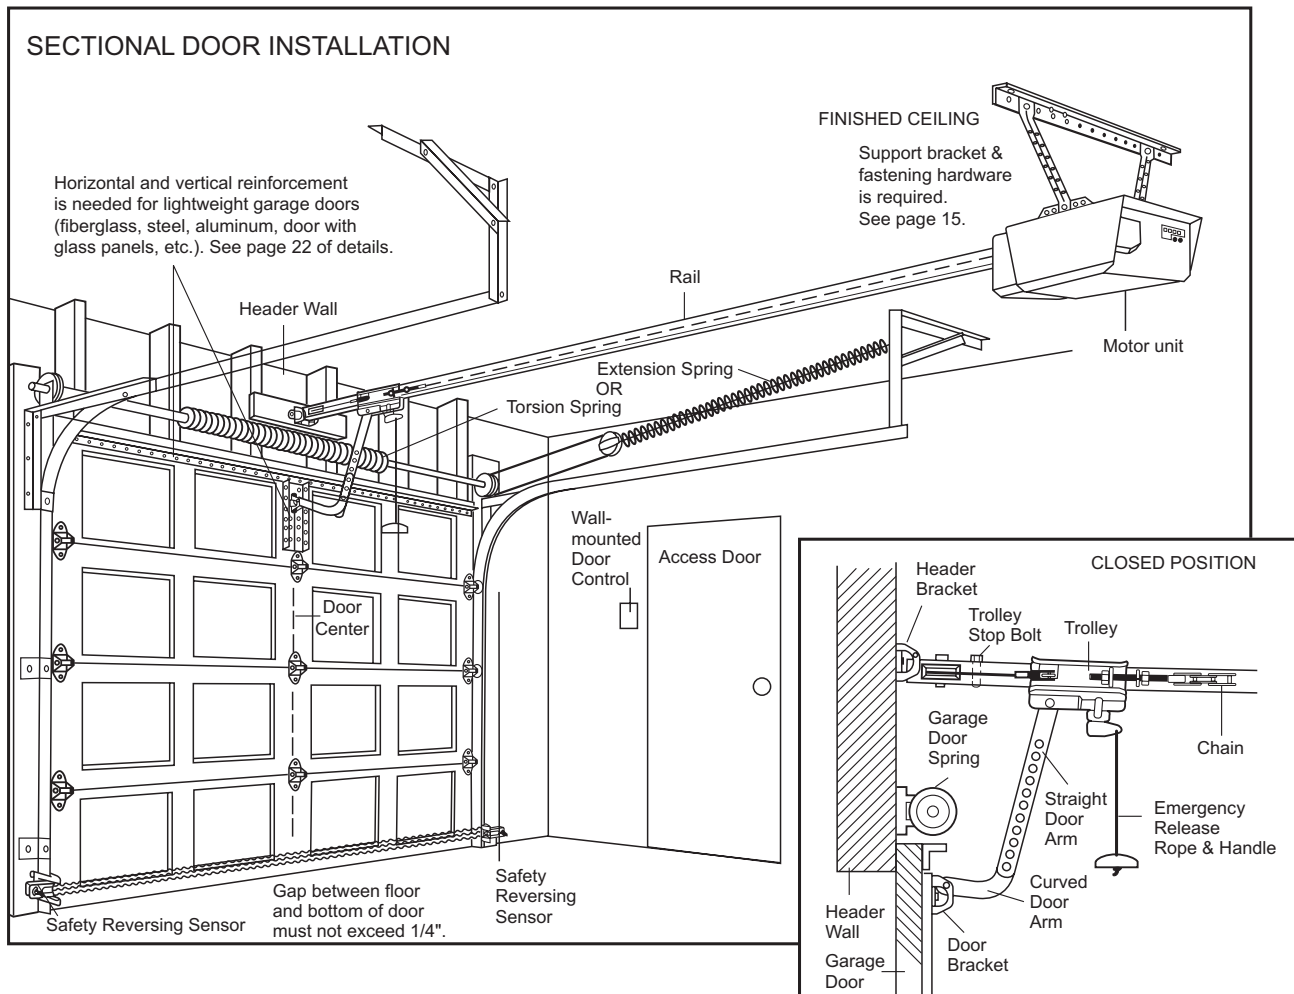 SECTIONAL DOOR INSTALLATION
FINISHED CEILING
Support bracket &
fastening hardware
is required.
See page 15.
Horizontal and vertical reinforcement
is needed for lightweight garage doors
(fiberglass, steel, aluminum, door with
glass panels, etc.). See page 22 of details.
Rail
Header Wall
Motor unit
Extension Spring
OR
Torsion Spring
Wall-
mounted
Door
Control
Access Door
Door
Center
Safety
Reversing
Sensor
Gap between floor
and bottom of door
must not exceed 1/4".
Safety Reversing Sensor
CLOSED POSITION
Header
Bracket
Trolley
Stop Bolt
Trolley
Garage
Door
Spring
Chain
Straight
Door
Arm
Emergency
Release
Rope & Handle
Curved
Door
Arm
Header
Wall
Door
Bracket
Garage
Door